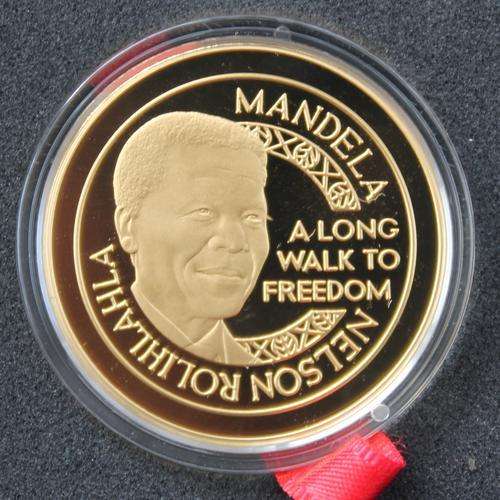 NELSON ROLIHLAHLA
MANDELA
A LONG
WALK TO
FREEDOM